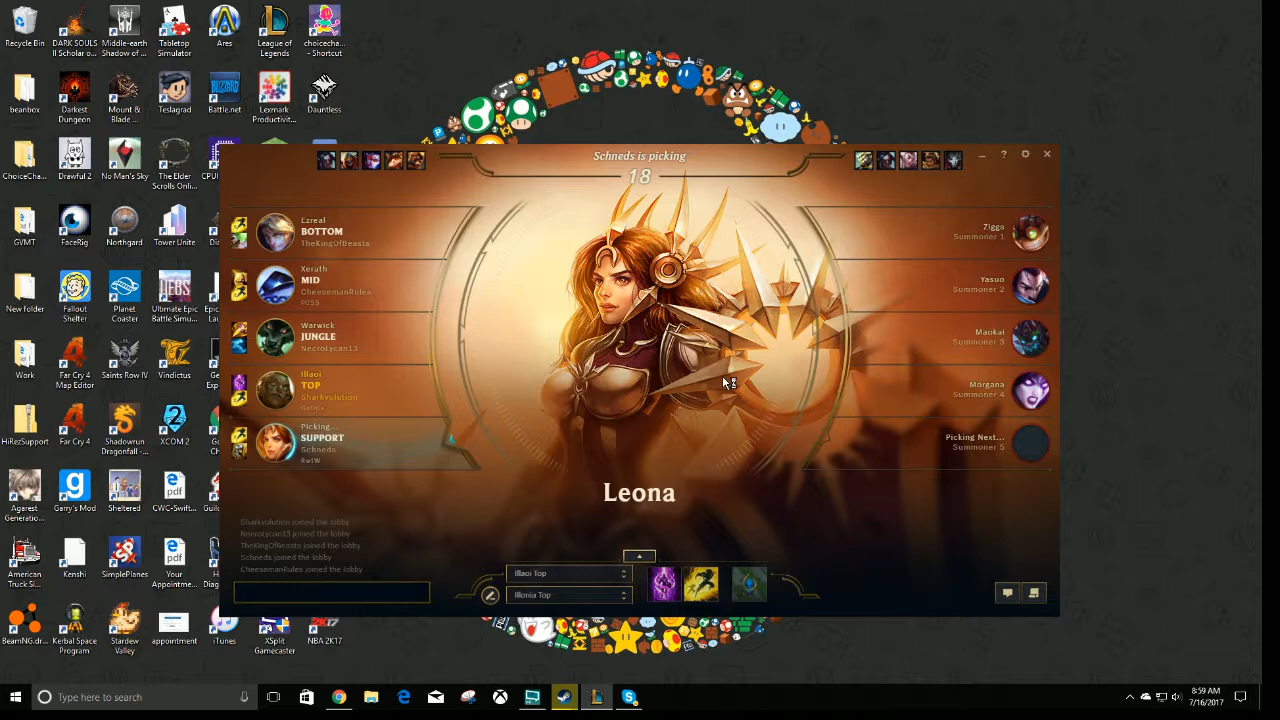 Recycle Bin
DARK SOULS
II Scholar o...
Middle-earth
Shadow of ...
Tabletop
Simulator
Ares
League of
Legends
choicecha...
- Shortcut
beanbox
Darkest
Dungeon
Mount &
Blade ...
Teslagrad
Battle.net
Lexmark
Productivit...
Dauntless
ChoiceCha...
Drawful 2
No Man's Sky
The Elder
Scrolls Onli...
GVMT
FaceRig
Northgard
Tower Unite
New folder
Fallout
Shelter
Planet
Coaster
Ultimate Epic
Battle Simu...
Work
Far Cry 4
Map Editor
Saints Row IV
Vindictus
HiRezSupport
Far Cry 4
Shadowrun
Dragonfall - ...
XCOM 2
Agarest
Generatio...
Garry's Mod
Sheltered
CWC-Swift...
American
Truck Si...
Kenshi
SimplePlanes
Your
Appointme...
BeamNG.dr...
Kerbal Space
Program
Stardew
Valley
appointment
iTunes
XSplit
Gamecaster
NBA 2K17
Schneds is picking
18
Ezreal
BOTTOM
TheKingOfBeasts
Xerath
MID
CheesemanRules
Warwick
JUNGLE
NecroLycan13
Illaoi
TOP
Sharkvolution
Picking...
SUPPORT
Schneds
Ziggs
Summoner 1
Yasuo
Summoner 2
Maokai
Summoner 3
Morgana
Summoner 4
Picking Next...
Summoner 5
Leona
Sharkvolution joined the lobby
NecroLycan13 joined the lobby
TheKingOfBeasts joined the lobby
Schneds joined the lobby
CheesemanRules joined the lobby
Illaoi Top
Illonia Top
Type here to search
8:59 AM
7/16/2017